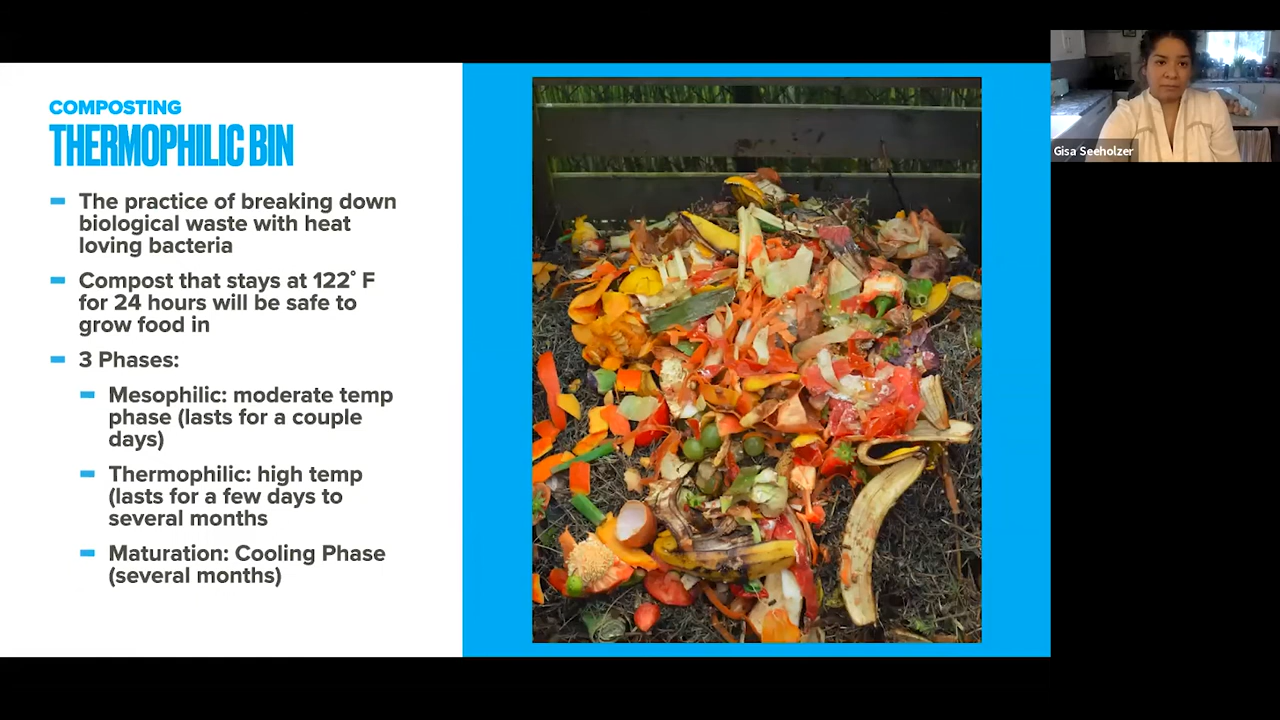 COMPOSTING
THERMOPHILIC BIN
The practice of breaking down
biological waste with heat
loving bacteria
Compost that stays at 122° F
for 24 hours will be safe to
grow food in
3 Phases:
Mesophilic: moderate temp
phase (lasts for a couple
days)
Thermophilic: high temp
(lasts for a few days to
several months
Maturation: Cooling Phase
(several months)
Gisa Seeholzer